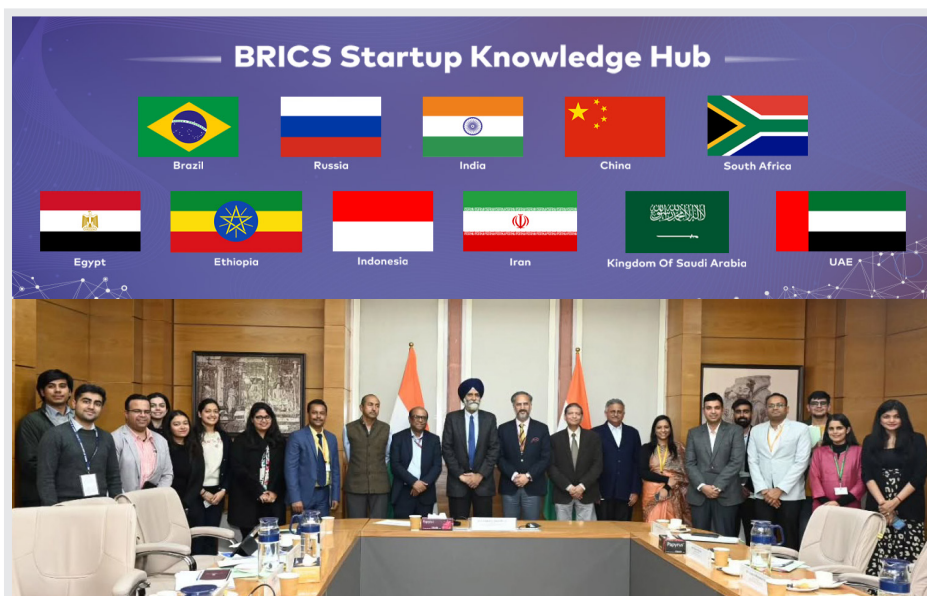 BRICS Startup Knowledge Hub
Brazil
Russia
India
China
South Africa
Egypt
Ethiopia
Indonesia
Iran
Kingdom Of Saudi Arabia
UAE
Papyrus